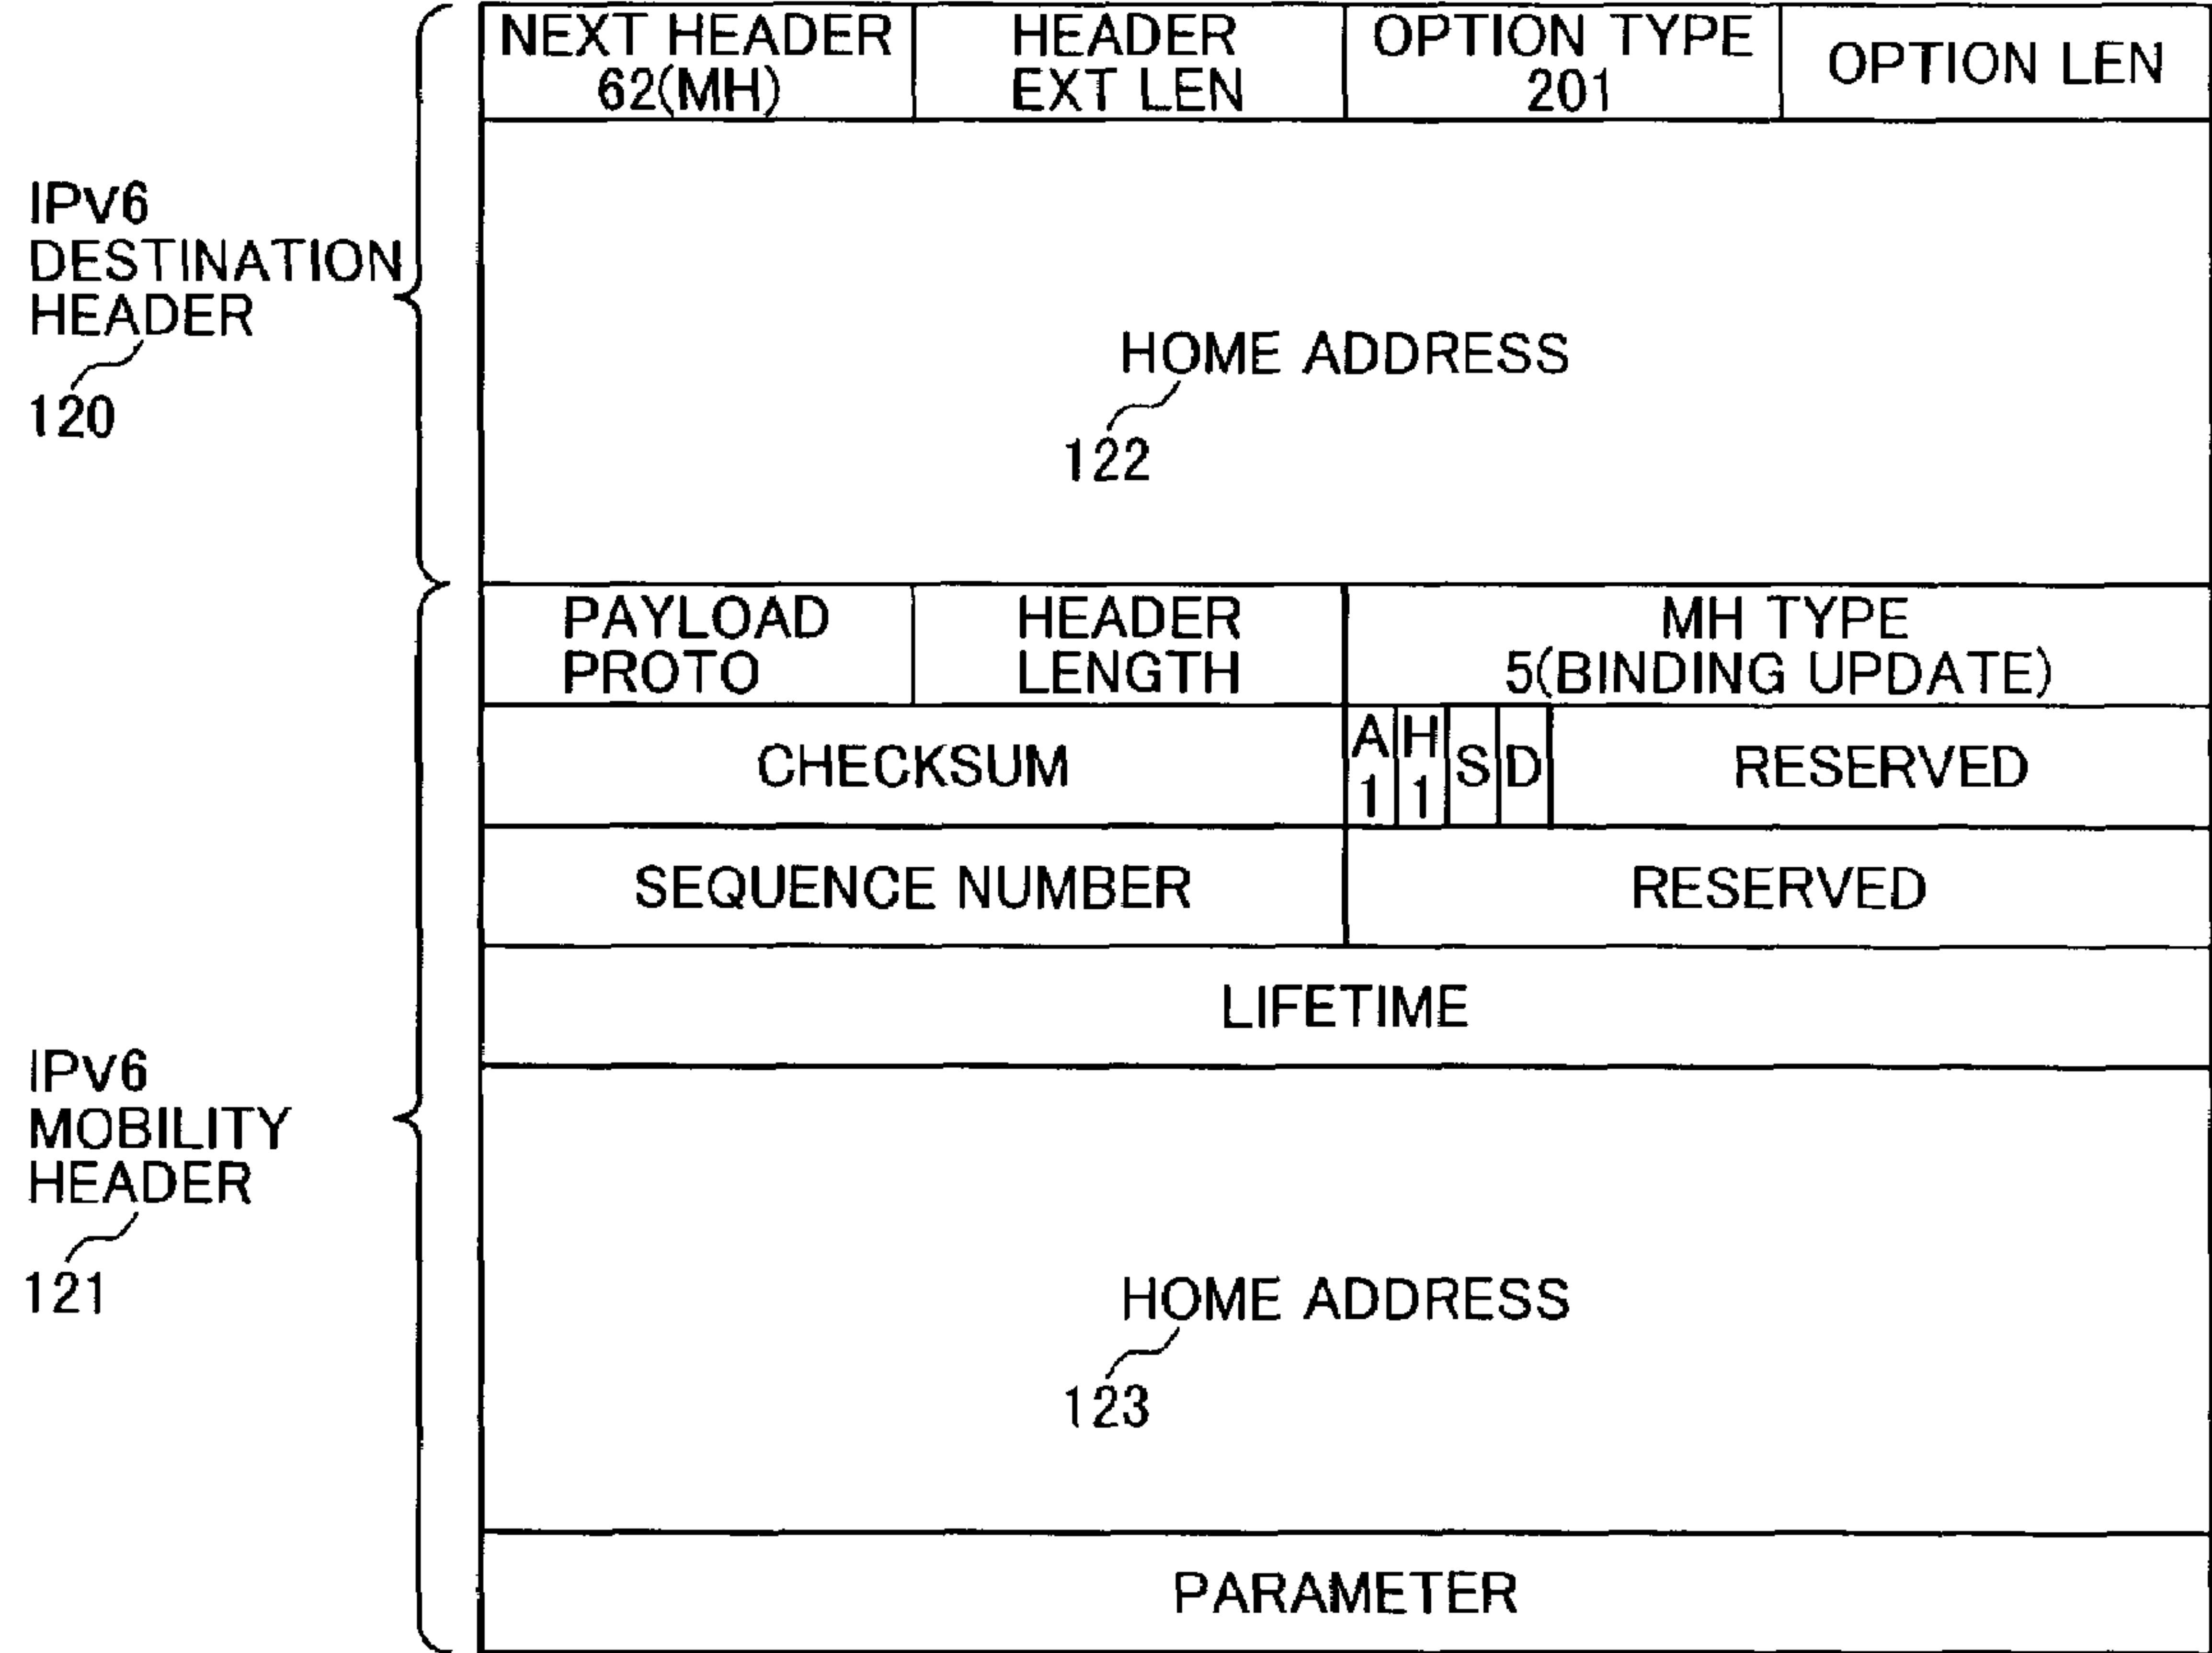 NEXT HEADER
62(MH)
HEADER
EXT LEN
OPTION TYPE
201
OPTION LEN
IPV6
DESTINATION
HEADER
120
HOME ADDRESS
122
PAYLOAD
PROTO
HEADER
LENGTH
MH TYPE
5(BINDING UPDATE)
CHECKSUM
A
1
H
1
S
D
RESERVED
SEQUENCE NUMBER
RESERVED
LIFETIME
IPV6
MOBILITY
HEADER
121
HOME ADDRESS
123
PARAMETER